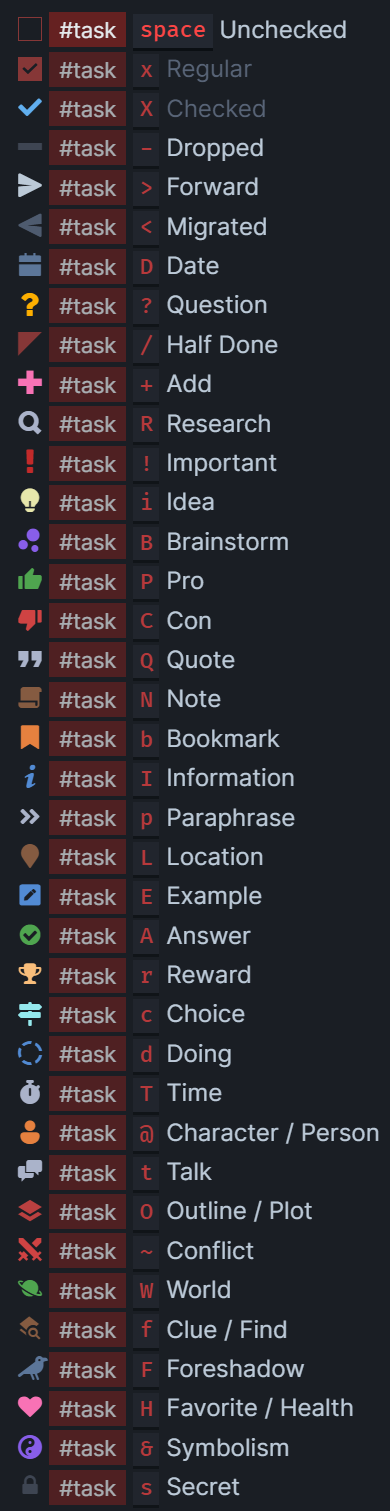 #task space Unchecked
#task x Regular
#task X Checked
#task - Dropped
#task > Forward
#task < Migrated
#task D Date
#task ? Question
#task / Half Done
#task + Add
#task R Research
#task ! Important
#task i Idea
#task B Brainstorm
#task P Pro
#task C Con
#task Q Quote
#task N Note
#task b Bookmark
#task I Information
#task p Paraphrase
#task L Location
#task E Example
#task A Answer
#task r Reward
#task c Choice
#task d Doing
#task T Time
#task @ Character / Person
#task t Talk
#task O Outline / Plot
#task ~ Conflict
#task W World
#task f Clue / Find
#task F Foreshadow
#task H Favorite / Health
#task & Symbolism
#task s Secret